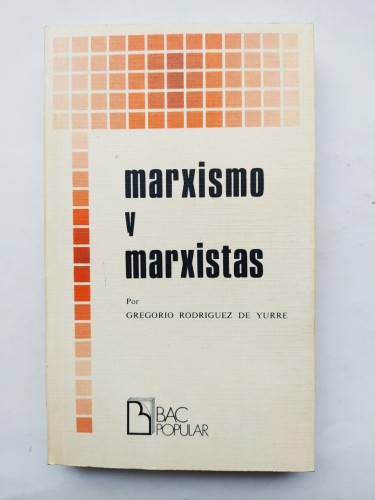 marxismo
y
marxistas
Por
GREGORIO RODRIGUEZ DE YURRE
BAC
POPULAR